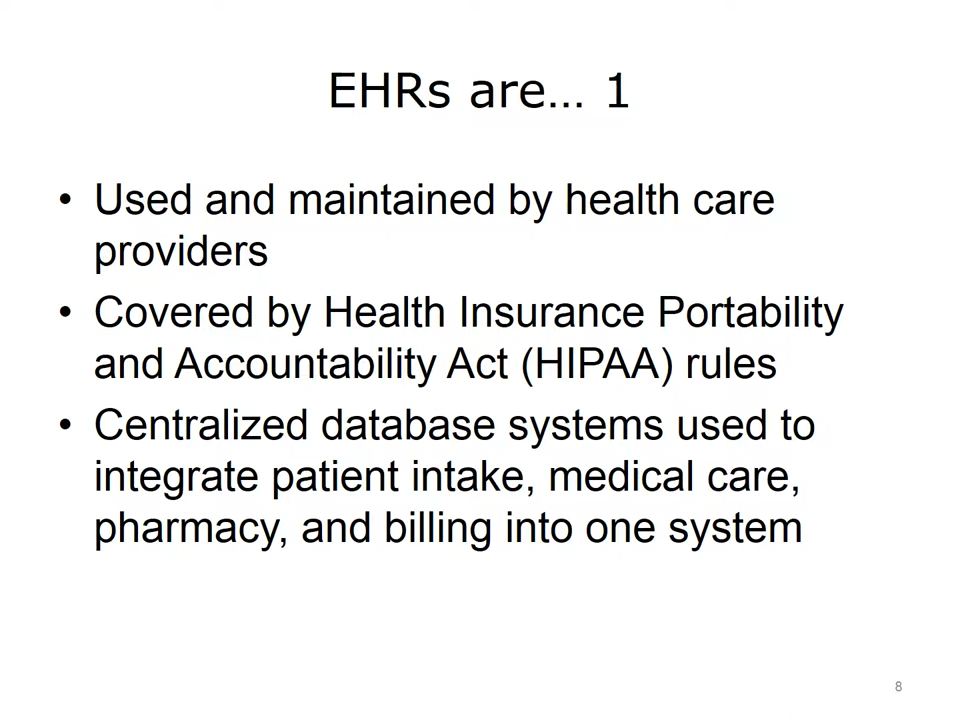 EHRs are… 1
• Used and maintained by health care
providers
• Covered by Health Insurance Portability
and Accountability Act (HIPAA) rules
• Centralized database systems used to
integrate patient intake, medical care,
pharmacy, and billing into one system
8